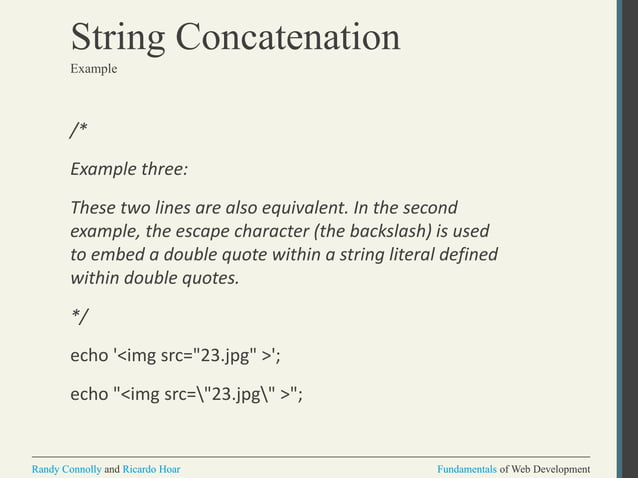 String Concatenation
Example
/*
Example three:
These two lines are also equivalent. In the second
example, the escape character (the backslash) is used
to embed a double quote within a string literal defined
within double quotes.
*/
echo '<img src="23.jpg" >';
echo "<img src=\"23.jpg\" >";
Randy Connolly and Ricardo Hoar
Fundamentals of Web Development